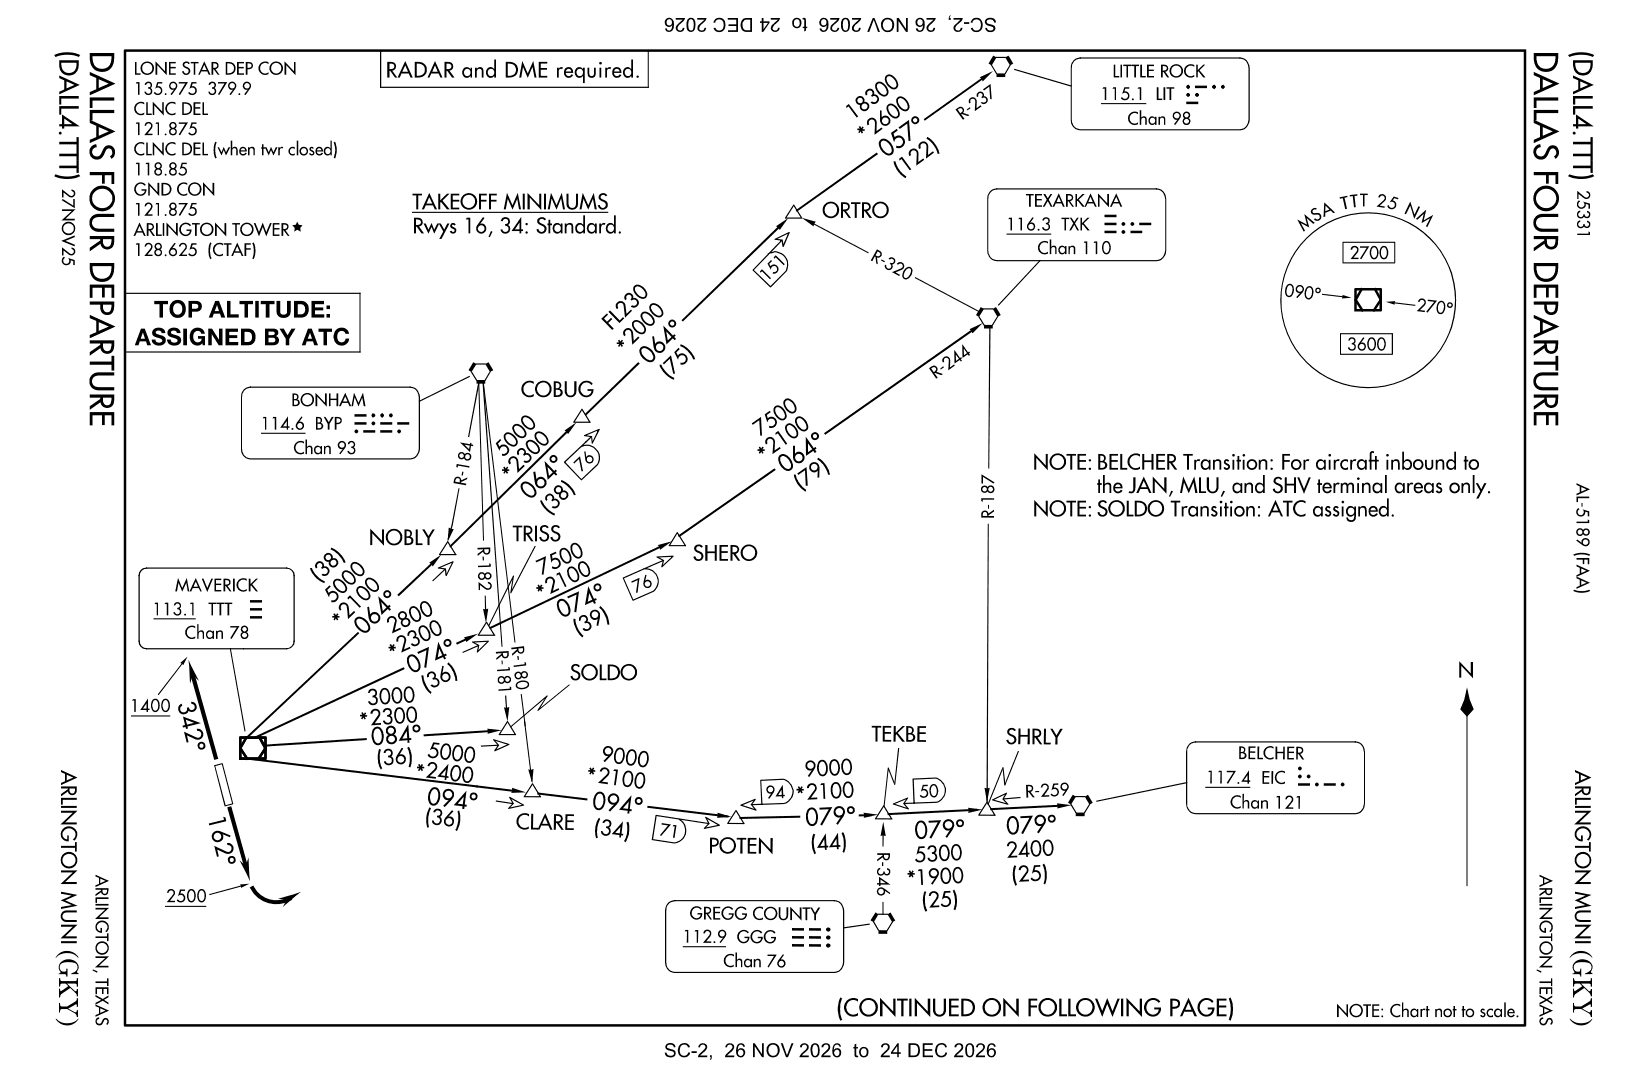 SC-2, 26 NOV 2026 to 24 DEC 2026
(DALL4.TTT) 27NOV25
DALLAS FOUR DEPARTURE
ARLINGTON MUNI (GKY)
ARLINGTON, TEXAS
LONE STAR DEP CON
135.975 379.9
CLNC DEL
121.875
CLNC DEL (when twr closed)
118.85
GND CON
121.875
ARLINGTON TOWER★
128.625 (CTAF)
TOP ALTITUDE:
ASSIGNED BY ATC
RADAR and DME required.
TAKEOFF MINIMUMS
Rwys 16, 34: Standard.
LITTLE ROCK
115.1 LIT
Chan 98
18300
*2600
057°
(122)
R-237
ORTRO
TEXARKANA
116.3 TXK
Chan 110
R-320
151
MSA TTT 25 NM
2700
090°
270°
3600
FL230
*2000
064°
(75)
BONHAM
114.6 BYP
Chan 93
COBUG
5000
*2300
064°
(38)
76
R-184
R-244
7500
*2100
064°
(79)
R-187
NOTE: BELCHER Transition: For aircraft inbound to
the JAN, MLU, and SHV terminal areas only.
NOTE: SOLDO Transition: ATC assigned.
NOBLY
TRISS
SHERO
R-182
7500
*2100
074°
(39)
76
(38)
5000
*2100
064°
MAVERICK
113.1 TTT
Chan 78
2800
*2300
074°
(36)
R-181
R-180
SOLDO
3000
*2300
084°
(36)
1400
342°
162°
2500
5000
*2400
094°
(36)
CLARE
9000
*2100
094°
(34)
71
POTEN
94
9000
*2100
079°
(44)
TEKBE
50
SHRLY
R-259
079°
5300
*1900
(25)
079°
2400
(25)
BELCHER
117.4 EIC
Chan 121
R-346
GREGG COUNTY
112.9 GGG
Chan 76
N
(CONTINUED ON FOLLOWING PAGE)
NOTE: Chart not to scale.
DALLAS FOUR DEPARTURE
(DALL4.TTT) 25331
AL-5189 (FAA)
ARLINGTON, TEXAS
ARLINGTON MUNI (GKY)
SC-2, 26 NOV 2026 to 24 DEC 2026